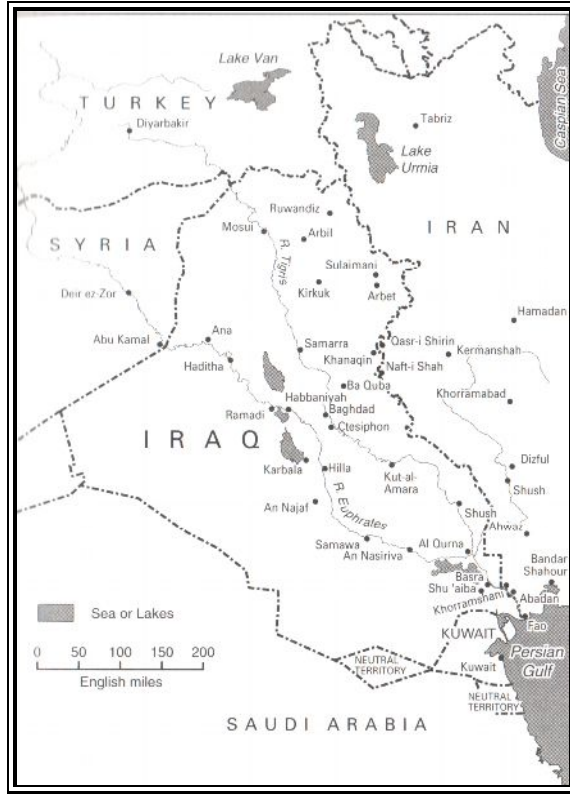 Lake Van
TURKEY
Diyarbakir
Caspian Sea
Tabriz
Lake
Urmia
Ruwandiz
IRAN
Mosui
Arbil
SYRIA
R. Tigris
Sulaimani
Kirkuk
Arbet
Deir ez-Zor
Hamadan
Ana
Abu Kamal
Samarra
Qasr-i Shirin
Kermanshah
Haditha
Khanaqin
Naft-i Shah
Ba Quba
Habbaniyah
Khorramabad
Ramadi
Baghdad
Ctesiphon
IRAQ
Karbala
Hilla
Kut-al-
Amara
Dizful
Shush
R. Euphrates
An Najaf
Shush
Ahwaz
Samawa
An Nasiriva
Al Qurna
Bandar
Shahour
Basra
Shu 'aiba
Abadan
Khorramshani
Fao
Sea or Lakes
KUWAIT
Persian
Gulf
Kuwait
0 50 100 150 200
English miles
NEUTRAL
TERRITORY
NEUTRAL
TERRITORY
SAUDI ARABIA